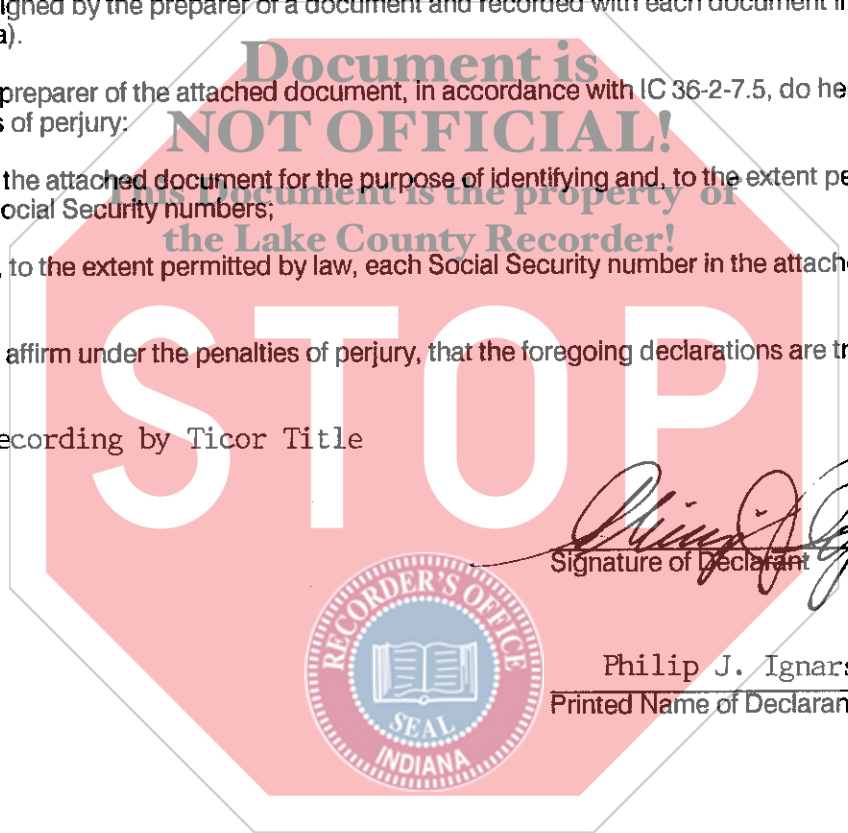 igned by the preparer of a document and recorded with each document i
a).
Document is
preparer of the attached document, in accordance with IC 36-2-7.5, do he
s of perjury:
NOT OFFICIAL!
the attached document for the purpose of identifying and, to the extent pe
This Document is the property of
ocial Security numbers;
the Lake County Recorder!
, to the extent permitted by law, each Social Security number in the attach
STOP
affirm under the penalties of perjury, that the foregoing declarations are tr
ecording by Ticor Title
Signature of Declarant
RECORDER'S OFFICE
SEAL
INDIANA
Philip J. Ignars
Printed Name of Declaran